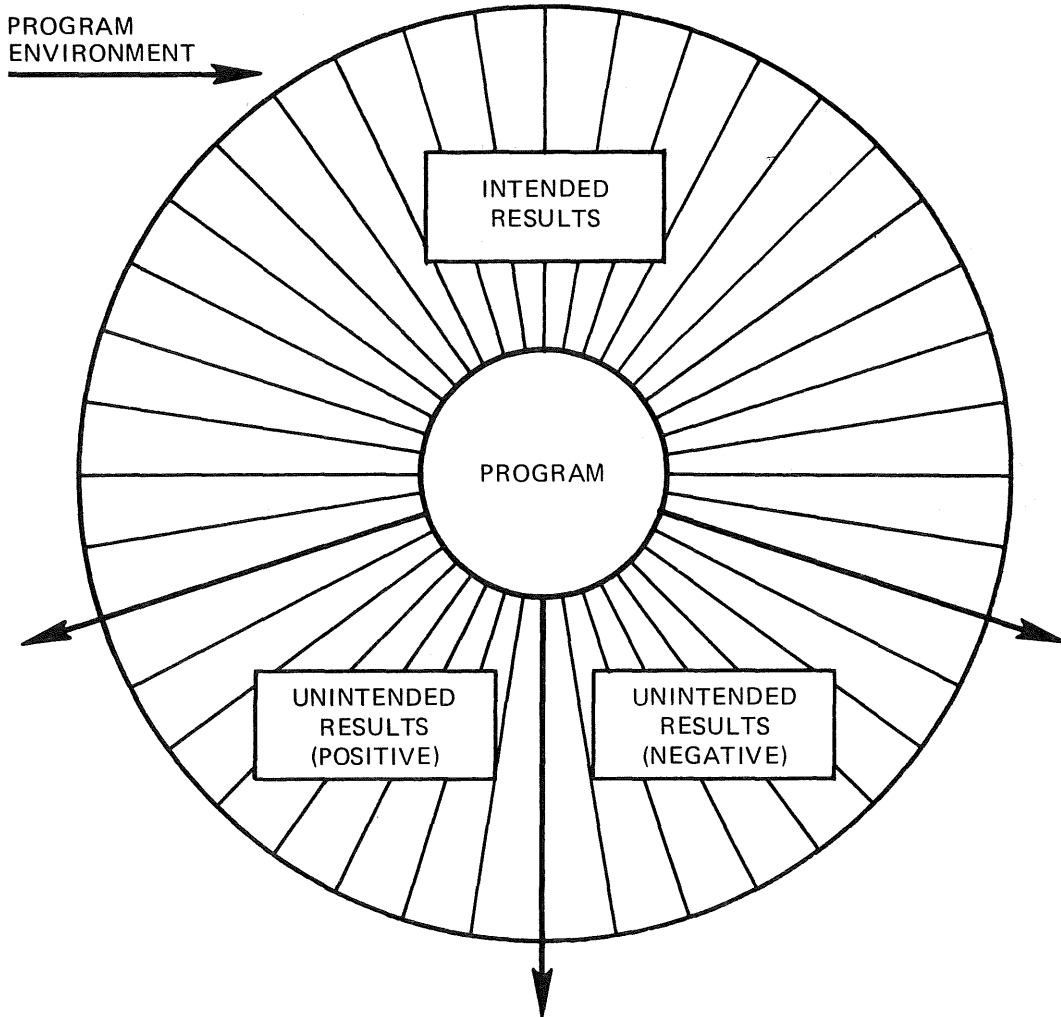 PROGRAM
ENVIRONMENT
INTENDED
RESULTS
PROGRAM
UNINTENDED
RESULTS
(POSITIVE)
UNINTENDED
RESULTS
(NEGATIVE)